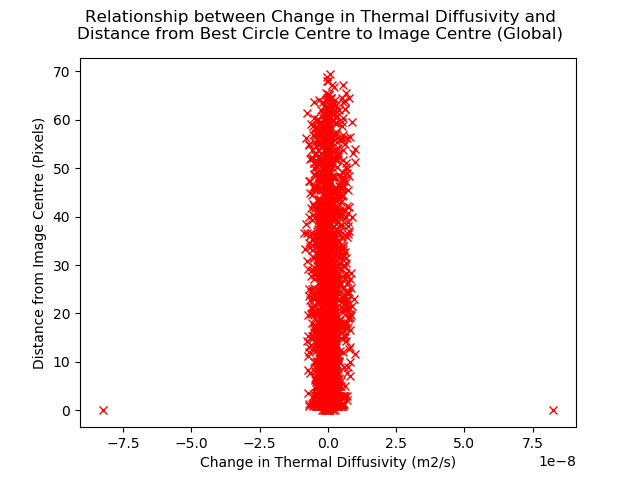 Relationship between Change in Thermal Diffusivity and
Distance from Best Circle Centre to Image Centre (Global)
70
60
50
40
30
20
10
0
Distance from Image Centre (Pixels)
−7.5 −5.0 −2.5 0.0 2.5 5.0 7.5
1e−8
Change in Thermal Diffusivity (m2/s)